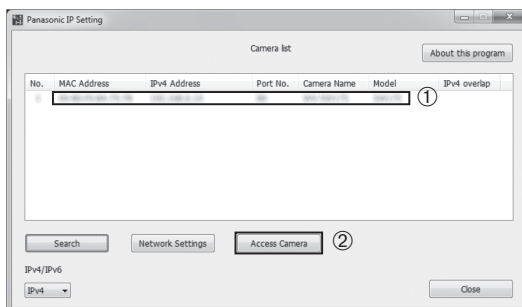 Panasonic IP Setting
Camera list
About this program
No. MAC Address IPv4 Address Port No. Camera Name Model IPv4 overlap
①
Search Network Settings Access Camera ②
IPv4/IPv6
IPv4 Close